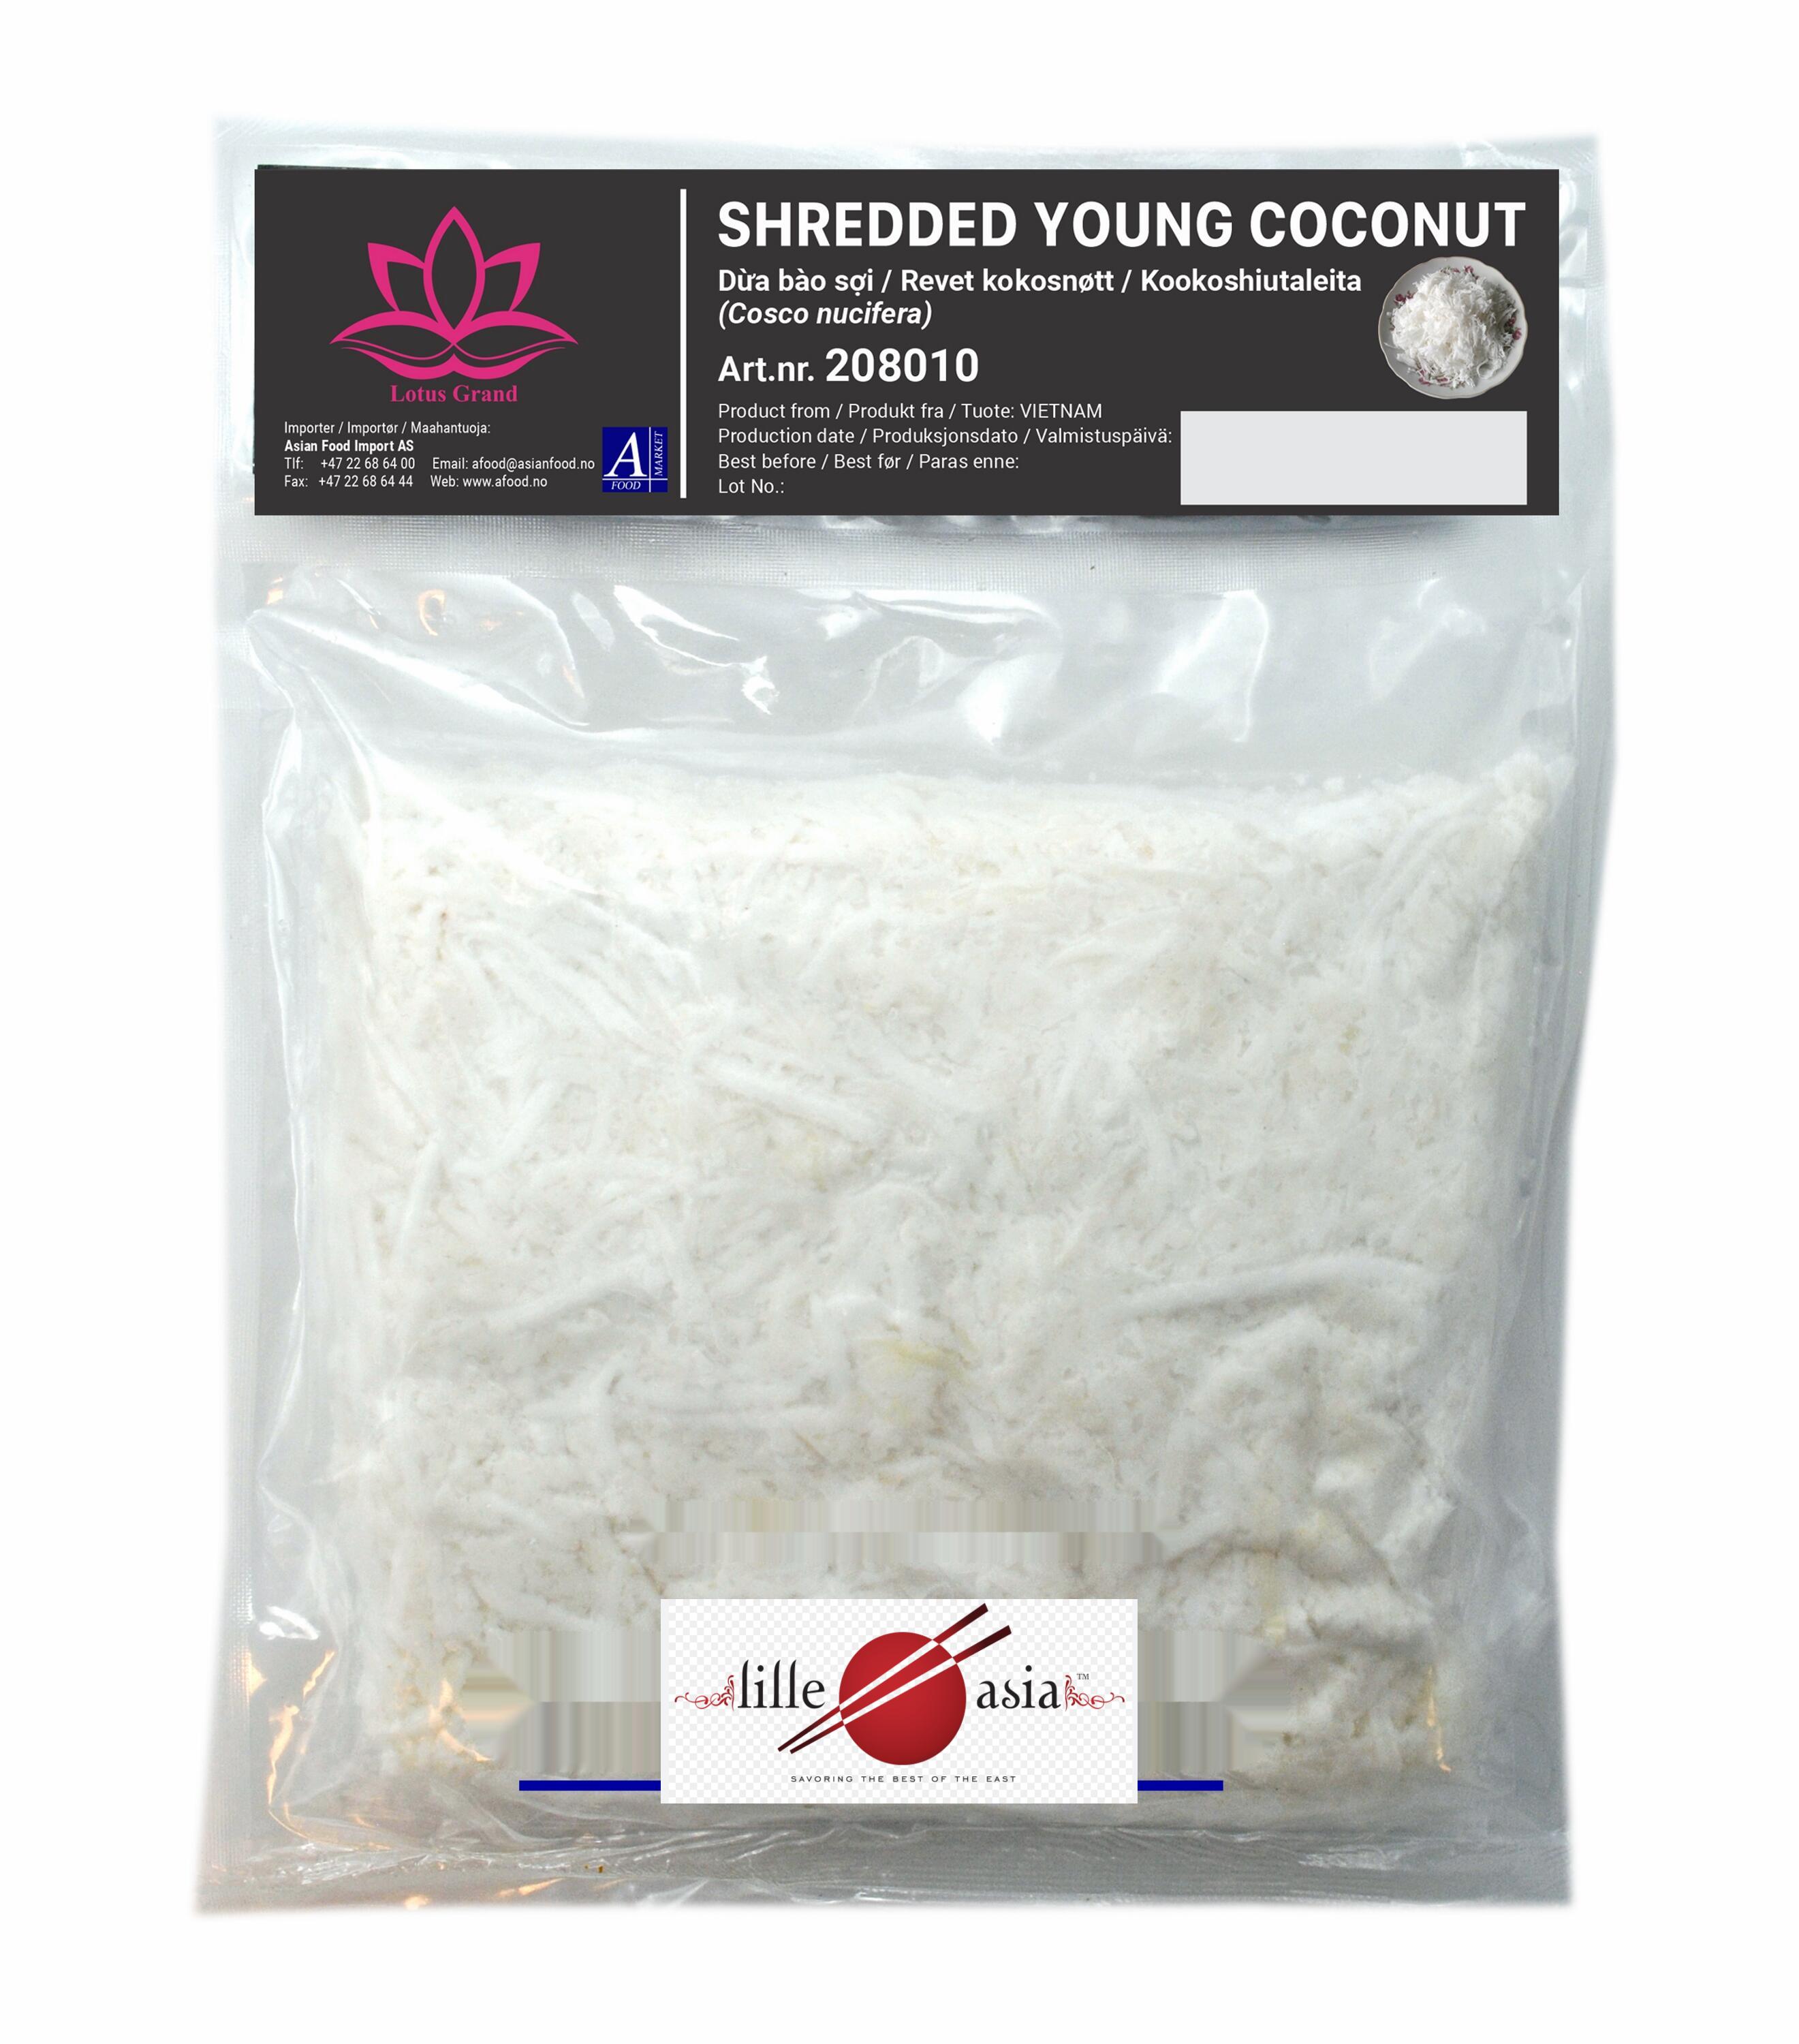 SHREDDED YOUNG COCONUT
Dừa bào sợi / Revet kokosnøtt / Kookoshiutaleita
(Cosco nucifera)
Art.nr. 208010
Product from / Produkt fra / Tuote: VIETNAM
Production date / Produksjonsdato / Valmistuspäivä:
Best before / Best før / Paras enne:
Lot No.:
Lotus Grand
Importer / Importør / Maahantuoja:
Asian Food Import AS
Tlf: +47 22 68 64 00 Email: afood@asianfood.no
Fax: +47 22 68 64 44 Web: www.afood.no
A
FOOD
MARKET
lille asia™
SAVORING THE BEST OF THE EAST